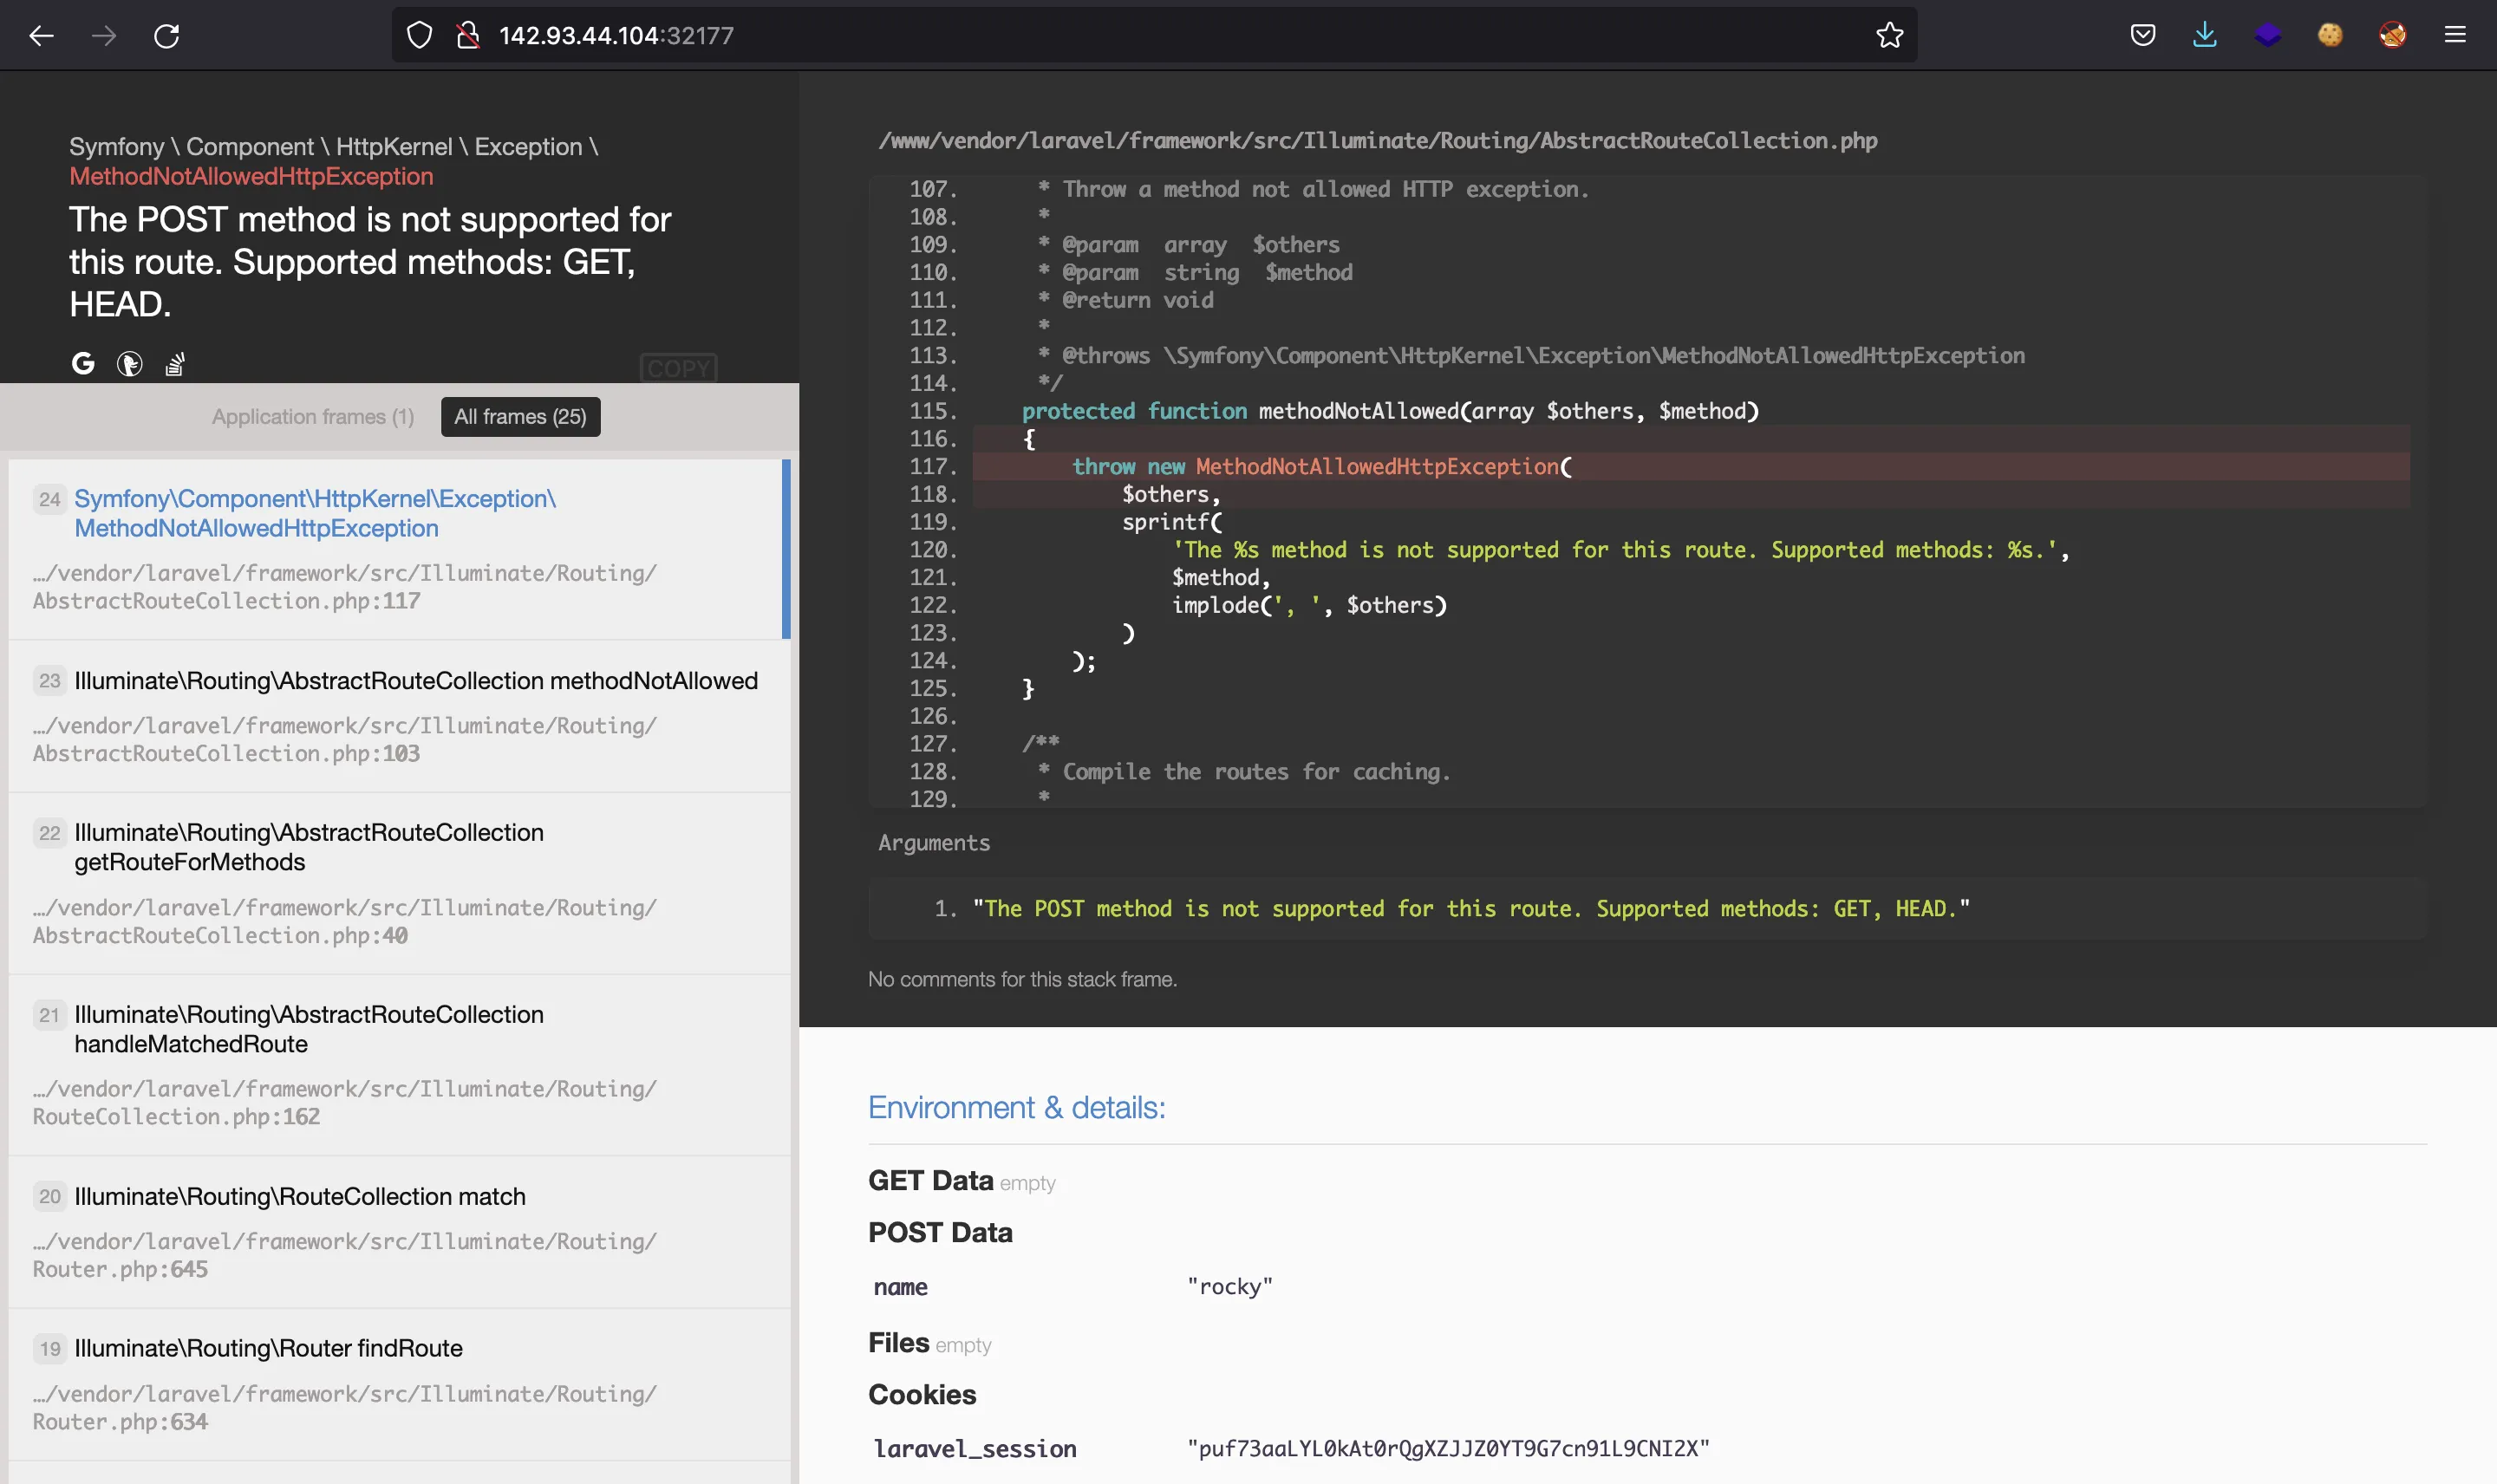 142.93.44.104:32177
Symfony \ Component \ HttpKernel \ Exception \
MethodNotAllowedHttpException
The POST method is not supported for
this route. Supported methods: GET,
HEAD.
COPY
Application frames (1)
All frames (25)
24 Symfony\Component\HttpKernel\Exception\
MethodNotAllowedHttpException
…/vendor/laravel/framework/src/Illuminate/Routing/
AbstractRouteCollection.php:117
23 Illuminate\Routing\AbstractRouteCollection methodNotAllowed
…/vendor/laravel/framework/src/Illuminate/Routing/
AbstractRouteCollection.php:103
22 Illuminate\Routing\AbstractRouteCollection
getRouteForMethods
…/vendor/laravel/framework/src/Illuminate/Routing/
AbstractRouteCollection.php:40
21 Illuminate\Routing\AbstractRouteCollection
handleMatchedRoute
…/vendor/laravel/framework/src/Illuminate/Routing/
RouteCollection.php:162
20 Illuminate\Routing\RouteCollection match
…/vendor/laravel/framework/src/Illuminate/Routing/
Router.php:645
19 Illuminate\Routing\Router findRoute
…/vendor/laravel/framework/src/Illuminate/Routing/
Router.php:634
/www/vendor/laravel/framework/src/Illuminate/Routing/AbstractRouteCollection.php
107.      * Throw a method not allowed HTTP exception.
108.      *
109.      * @param  array  $others
110.      * @param  string  $method
111.      * @return void
112.      *
113.      * @throws \Symfony\Component\HttpKernel\Exception\MethodNotAllowedHttpException
114.      */
115.     protected function methodNotAllowed(array $others, $method)
116.     {
117.         throw new MethodNotAllowedHttpException(
118.             $others,
119.             sprintf(
120.                 'The %s method is not supported for this route. Supported methods: %s.',
121.                 $method,
122.                 implode(', ', $others)
123.             )
124.         );
125.     }
126.
127.     /**
128.      * Compile the routes for caching.
129.      *
Arguments
1. "The POST method is not supported for this route. Supported methods: GET, HEAD."
No comments for this stack frame.
Environment & details:
GET Data empty
POST Data
name "rocky"
Files empty
Cookies
laravel_session "puf73aaLYL0kAt0rQgXZJJZ0YT9G7cn91L9CNI2X"